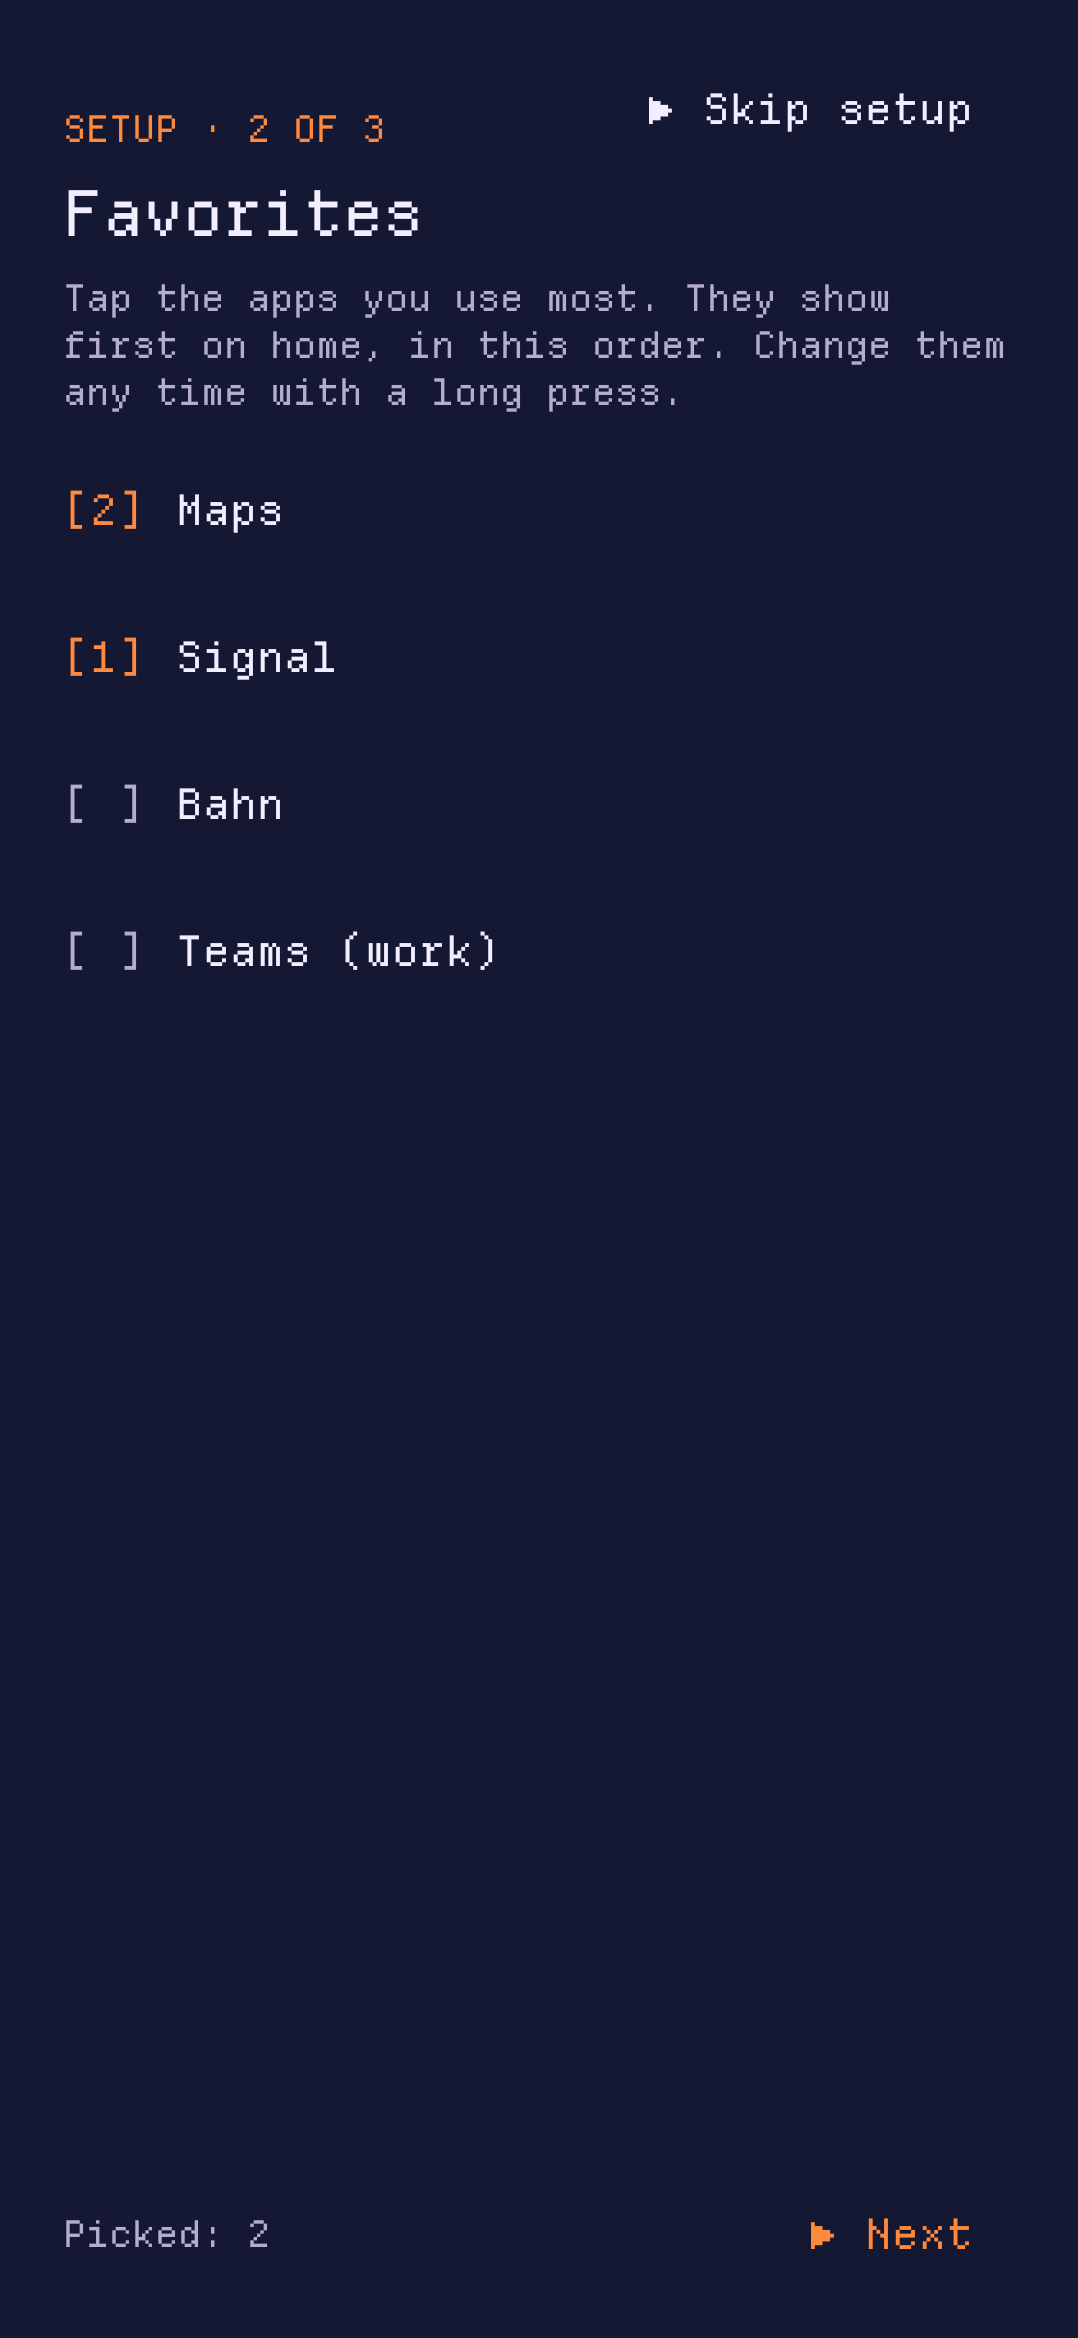 SETUP · 2 OF 3
▶ Skip setup
Favorites
Tap the apps you use most. They show
first on home, in this order. Change them
any time with a long press.
[2] Maps
[1] Signal
[ ] Bahn
[ ] Teams (work)
Picked: 2
▶ Next